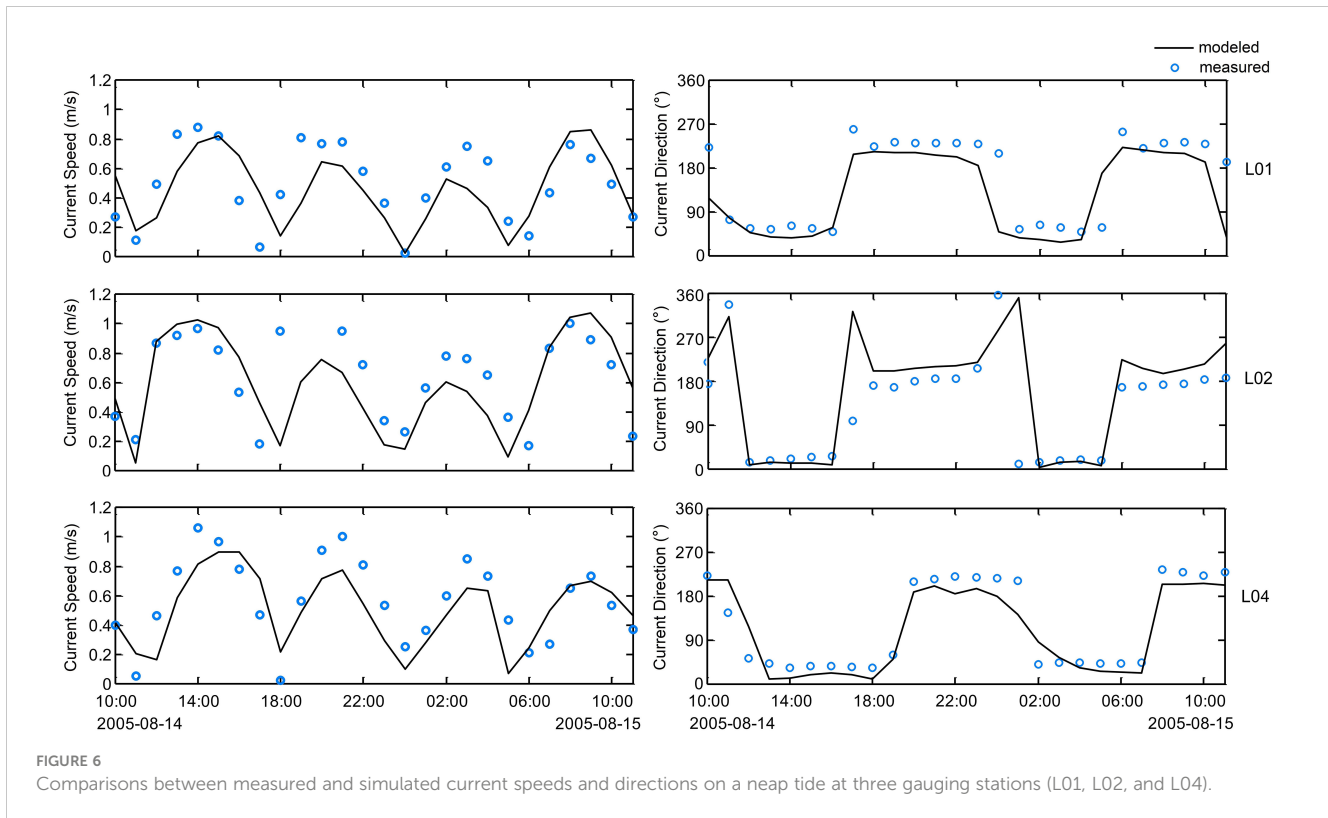 modeled
measured
1.2
1
0.8
0.6
0.4
0.2
0
Current Speed (m/s)
360
270
180
90
0
Current Direction (°)
L01
1.2
1
0.8
0.6
0.4
0.2
0
Current Speed (m/s)
360
270
180
90
0
Current Direction (°)
L02
1.2
1
0.8
0.6
0.4
0.2
0
Current Speed (m/s)
360
270
180
90
0
Current Direction (°)
L04
10:00 14:00 18:00 22:00 02:00 06:00 10:00
2005-08-14 2005-08-15
10:00 14:00 18:00 22:00 02:00 06:00 10:00
2005-08-14 2005-08-15
FIGURE 6
Comparisons between measured and simulated current speeds and directions on a neap tide at three gauging stations (L01, L02, and L04).